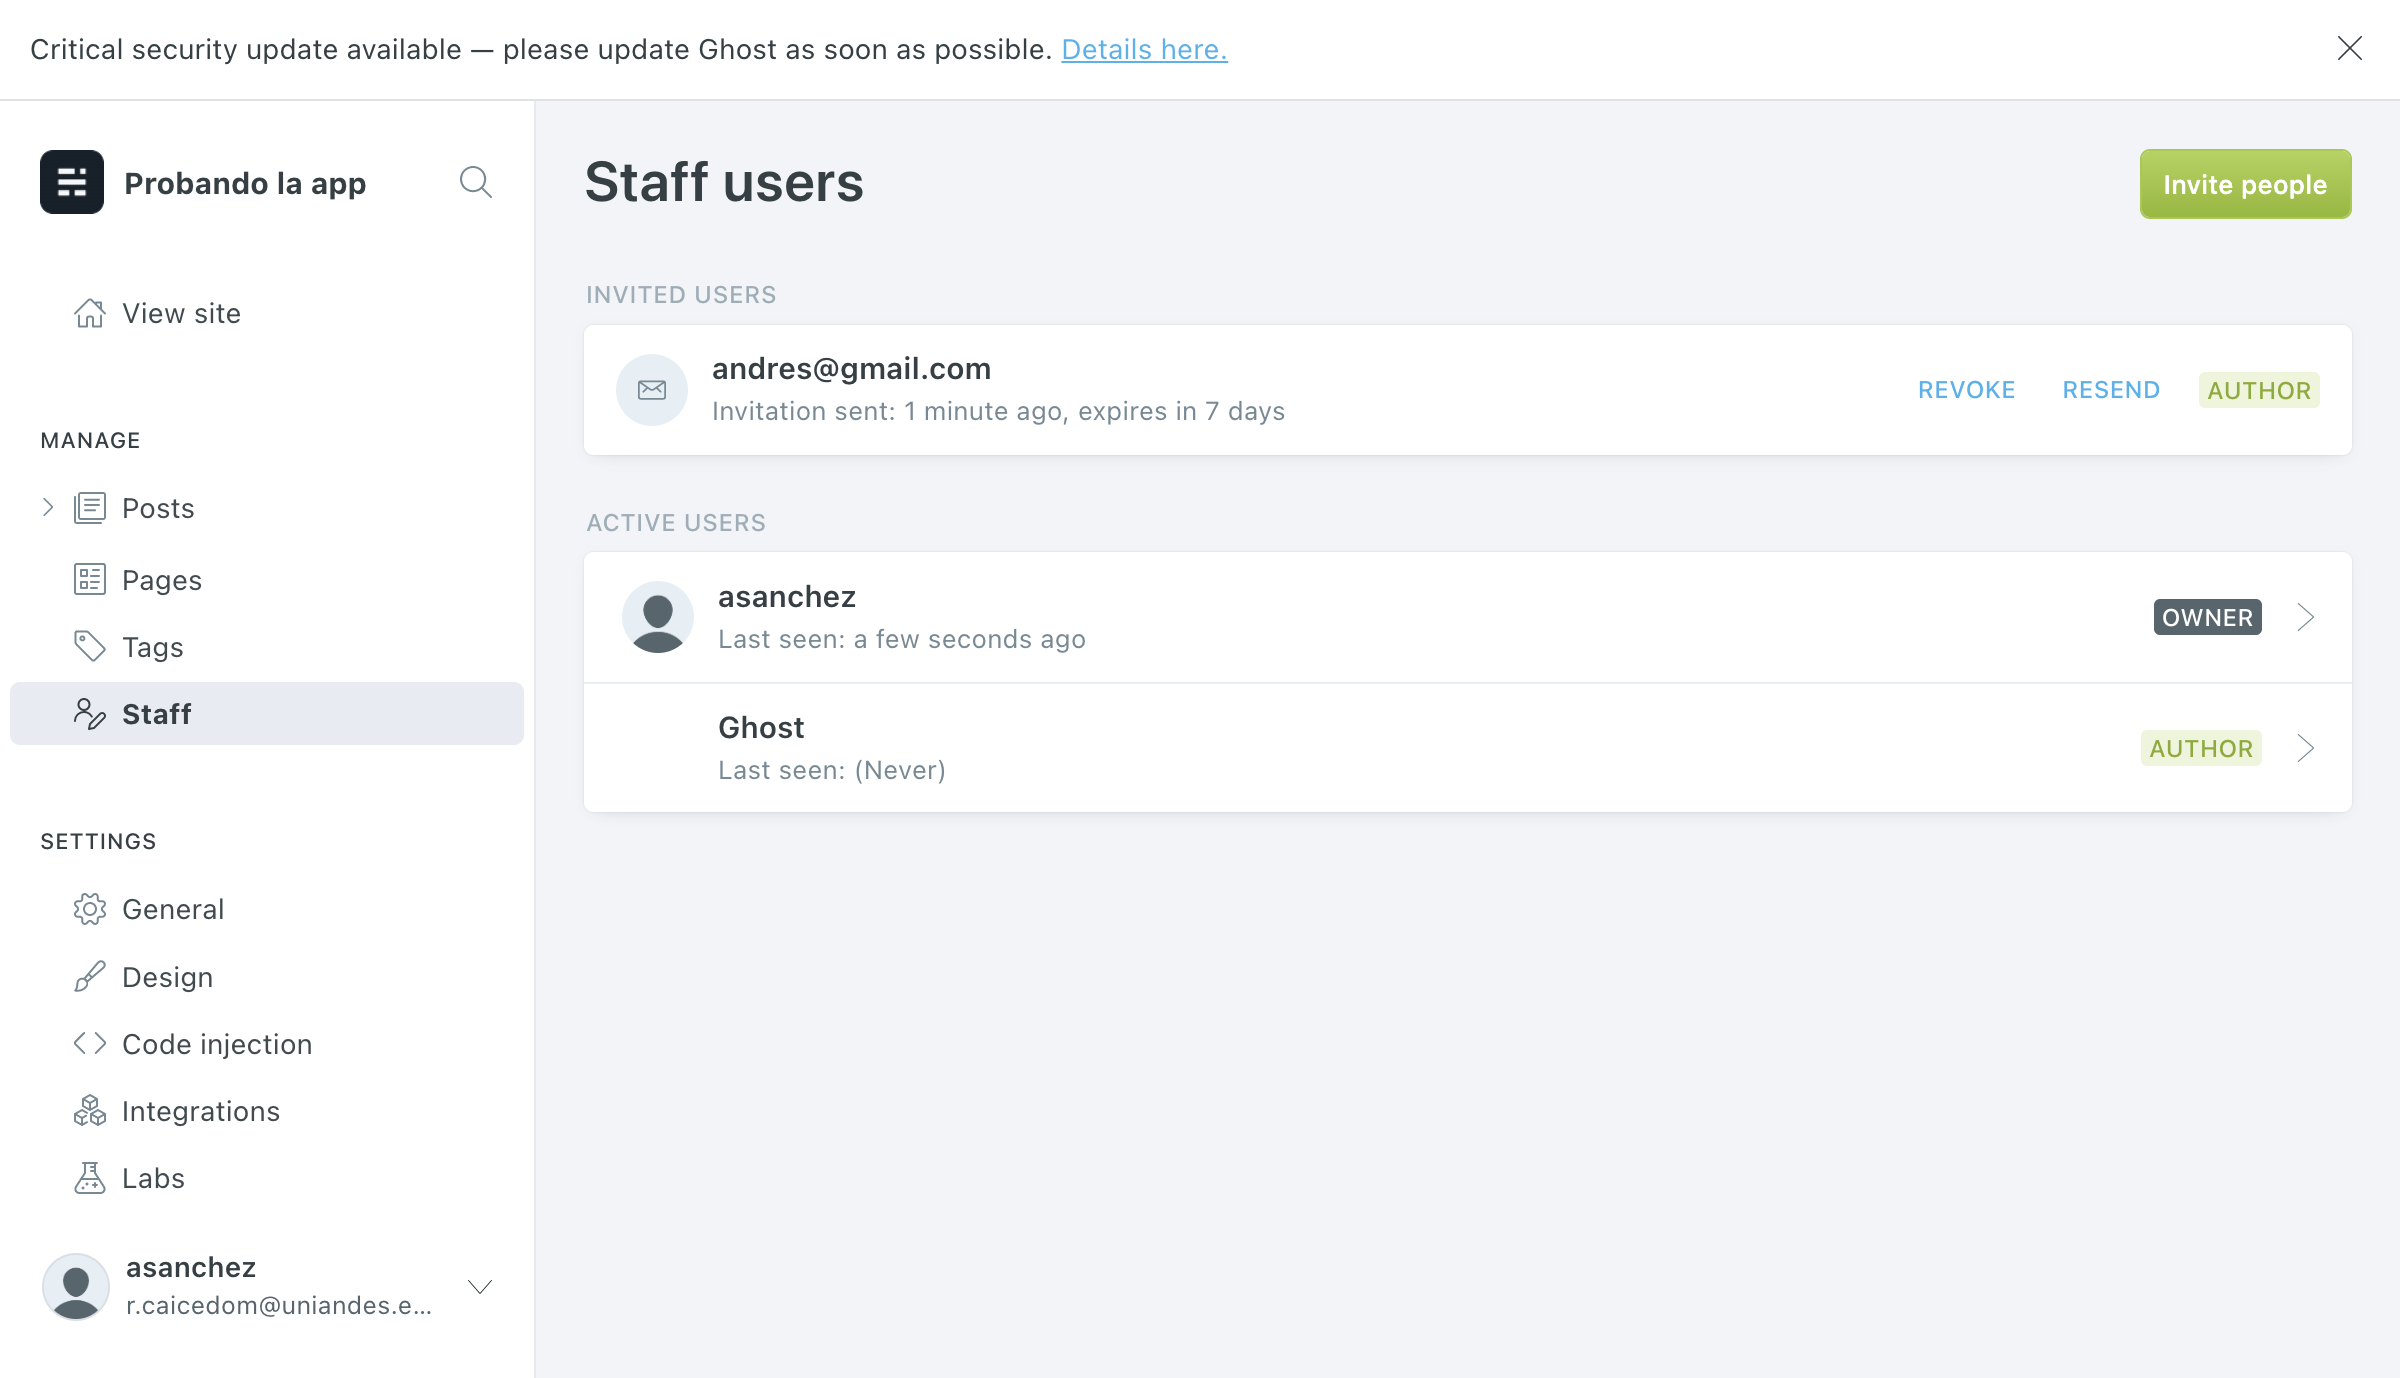 Critical security update available — please update Ghost as soon as possible. Details here.
Probando la app
View site
MANAGE
Posts
Pages
Tags
Staff
SETTINGS
General
Design
Code injection
Integrations
Labs
asanchez
r.caicedom@uniandes.e...
Staff users
Invite people
INVITED USERS
andres@gmail.com
Invitation sent: 1 minute ago, expires in 7 days
REVOKE RESEND AUTHOR
ACTIVE USERS
asanchez
Last seen: a few seconds ago
OWNER
Ghost
Last seen: (Never)
AUTHOR